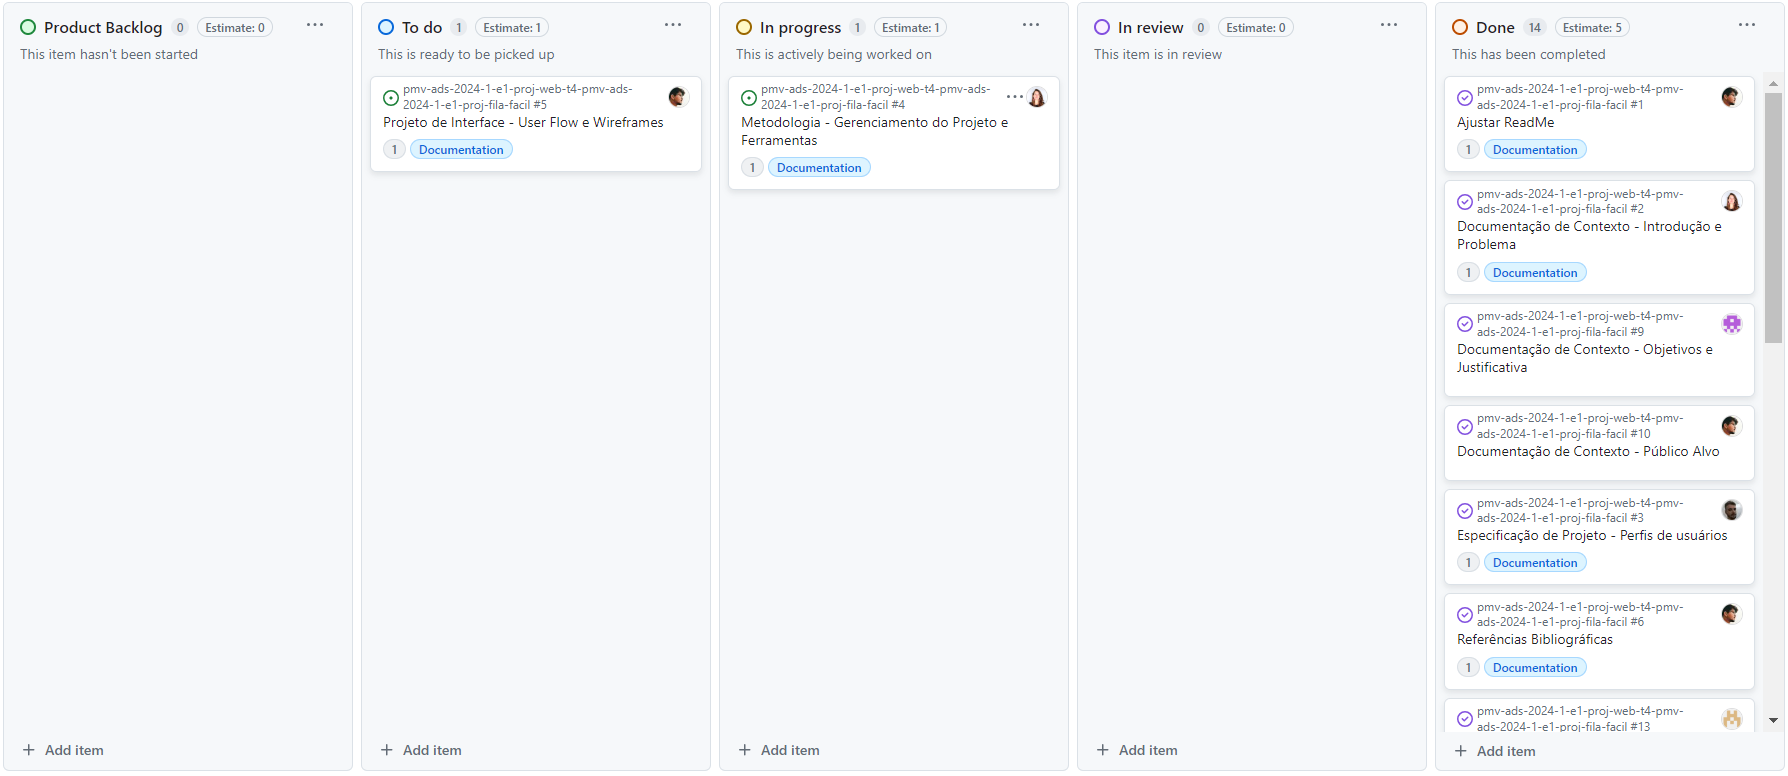 Product Backlog 0 Estimate: 0
This item hasn't been started
Add item
To do 1 Estimate: 1
This is ready to be picked up
pmv-ads-2024-1-e1-proj-web-t4-pmv-ads-
2024-1-e1-proj-fila-facil #5
Projeto de Interface - User Flow e Wireframes
1 Documentation
Add item
In progress 1 Estimate: 1
This is actively being worked on
pmv-ads-2024-1-e1-proj-web-t4-pmv-ads-
2024-1-e1-proj-fila-facil #4
Metodologia - Gerenciamento do Projeto e
Ferramentas
1 Documentation
Add item
In review 0 Estimate: 0
This item is in review
Add item
Done 14 Estimate: 5
This has been completed
pmv-ads-2024-1-e1-proj-web-t4-pmv-
ads-2024-1-e1-proj-fila-facil #1
Ajustar ReadMe
1 Documentation
pmv-ads-2024-1-e1-proj-web-t4-pmv-
ads-2024-1-e1-proj-fila-facil #2
Documentação de Contexto - Introdução e
Problema
1 Documentation
pmv-ads-2024-1-e1-proj-web-t4-pmv-
ads-2024-1-e1-proj-fila-facil #9
Documentação de Contexto - Objetivos e
Justificativa
pmv-ads-2024-1-e1-proj-web-t4-pmv-
ads-2024-1-e1-proj-fila-facil #10
Documentação de Contexto - Público Alvo
pmv-ads-2024-1-e1-proj-web-t4-pmv-
ads-2024-1-e1-proj-fila-facil #3
Especificação de Projeto - Perfis de usuários
1 Documentation
pmv-ads-2024-1-e1-proj-web-t4-pmv-
ads-2024-1-e1-proj-fila-facil #6
Referências Bibliográficas
1 Documentation
pmv-ads-2024-1-e1-proj-web-t4-pmv-
ads-2024-1-e1-proj-fila-facil #13
Add item